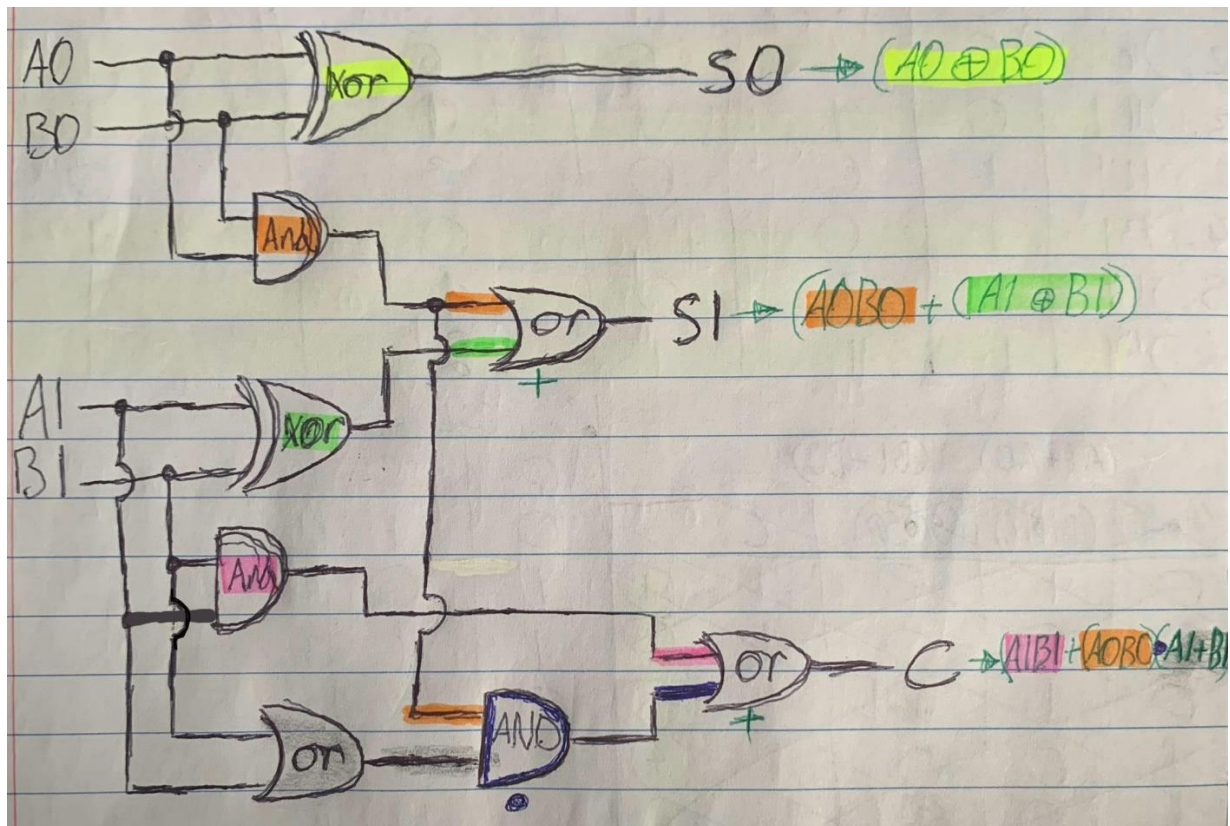 A0
Xor
S0 → (A0 ⊕ B0)
B0
And
or
S1 → (A0B0 + (A1 ⊕ B1))
+
A1
Xor
B1
And
or
C → (A1B1 + (A0B0)•A1+B1
+
or
AND
•